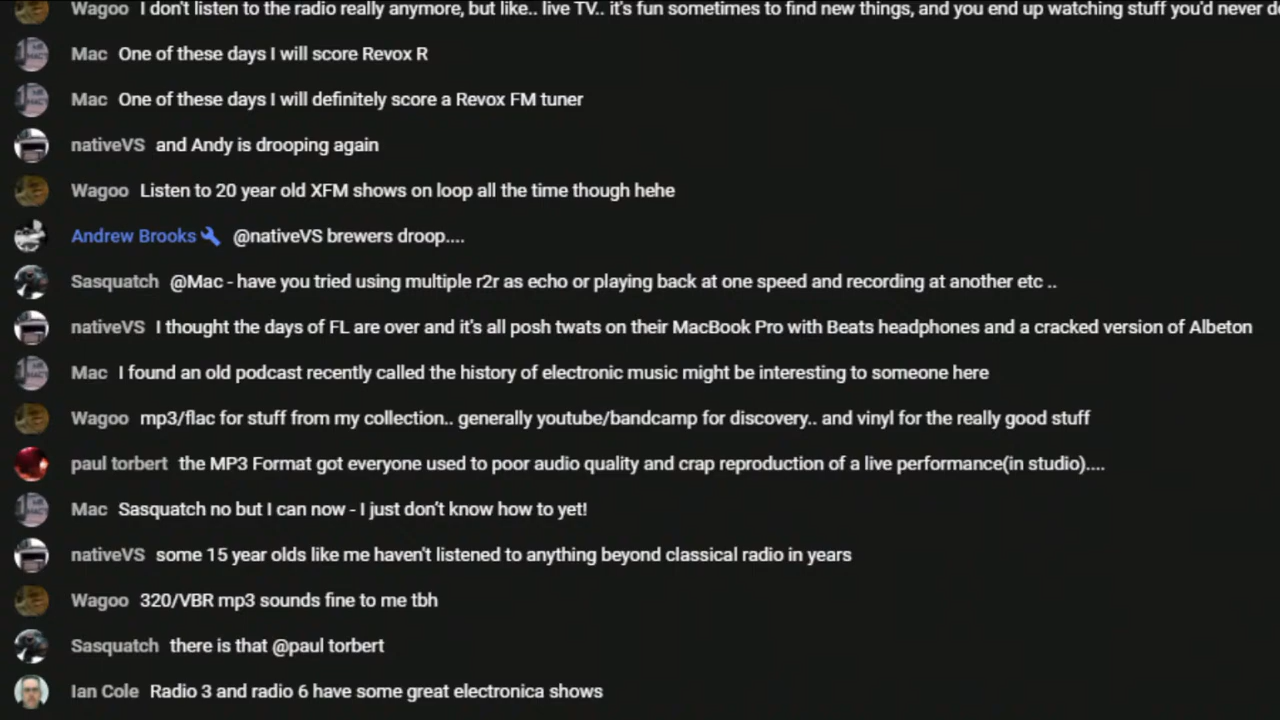 Wagoo I don't listen to the radio really anymore, but like.. live TV.. it's fun sometimes to find new things, and you end up watching stuff you'd never
Mac One of these days I will score Revox R
Mac One of these days I will definitely score a Revox FM tuner
nativeVS and Andy is drooping again
Wagoo Listen to 20 year old XFM shows on loop all the time though hehe
Andrew Brooks @nativeVS brewers droop....
Sasquatch @Mac - have you tried using multiple r2r as echo or playing back at one speed and recording at another etc ..
nativeVS I thought the days of FL are over and it's all posh twats on their MacBook Pro with Beats headphones and a cracked version of Albeton
Mac I found an old podcast recently called the history of electronic music might be interesting to someone here
Wagoo mp3/flac for stuff from my collection.. generally youtube/bandcamp for discovery.. and vinyl for the really good stuff
paul torbert the MP3 Format got everyone used to poor audio quality and crap reproduction of a live performance(in studio)....
Mac Sasquatch no but I can now - I just don't know how to yet!
nativeVS some 15 year olds like me haven't listened to anything beyond classical radio in years
Wagoo 320/VBR mp3 sounds fine to me tbh
Sasquatch there is that @paul torbert
Ian Cole Radio 3 and radio 6 have some great electronica shows